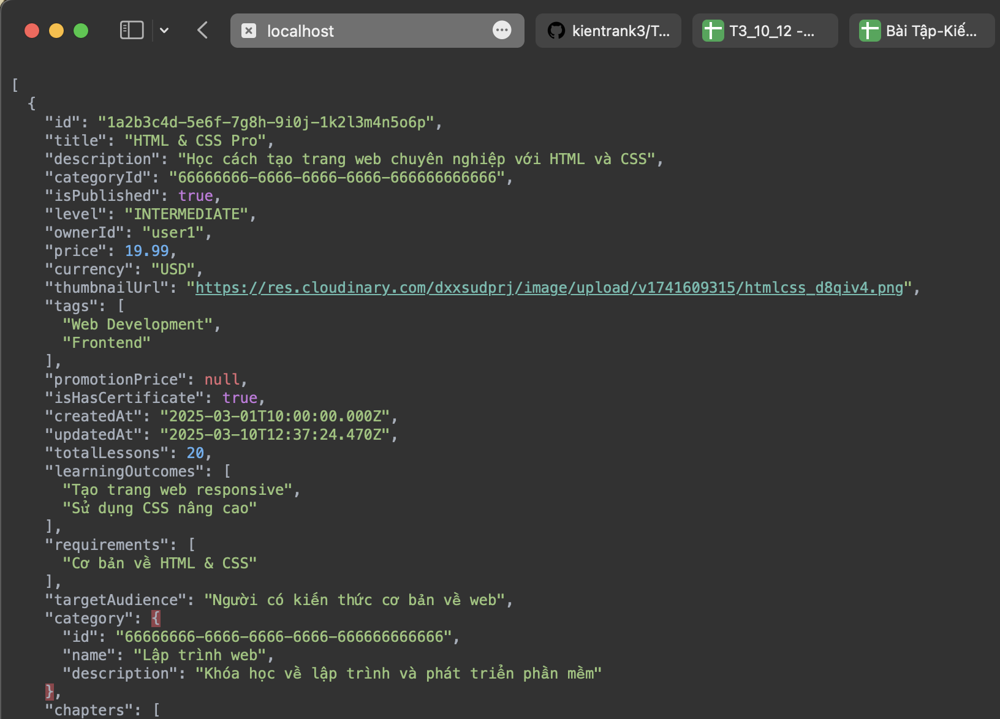 localhost
kientrank3/T...
T3_10_12 -...
Bài Tập-Kiế...
[
{
"id": "1a2b3c4d-5e6f-7g8h-9i0j-1k2l3m4n5o6p",
"title": "HTML & CSS Pro",
"description": "Học cách tạo trang web chuyên nghiệp với HTML và CSS",
"categoryId": "66666666-6666-6666-6666-666666666666",
"isPublished": true,
"level": "INTERMEDIATE",
"ownerId": "user1",
"price": 19.99,
"currency": "USD",
"thumbnailUrl": "https://res.cloudinary.com/dxxsudprj/image/upload/v1741609315/htmlcss_d8qiv4.png",
"tags": [
"Web Development",
"Frontend"
],
"promotionPrice": null,
"isHasCertificate": true,
"createdAt": "2025-03-01T10:00:00.000Z",
"updatedAt": "2025-03-10T12:37:24.470Z",
"totalLessons": 20,
"learningOutcomes": [
"Tạo trang web responsive",
"Sử dụng CSS nâng cao"
],
"requirements": [
"Cơ bản về HTML & CSS"
],
"targetAudience": "Người có kiến thức cơ bản về web",
"category": {
"id": "66666666-6666-6666-6666-666666666666",
"name": "Lập trình web",
"description": "Khóa học về lập trình và phát triển phần mềm"
},
"chapters": [